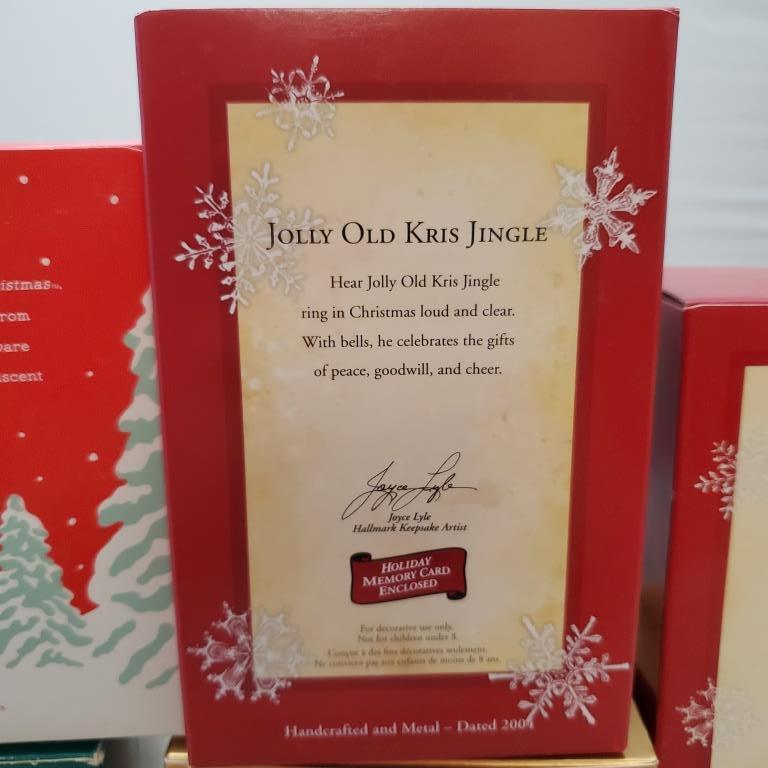 istmas™,
rom
ware
scent
JOLLY OLD KRIS JINGLE
Hear Jolly Old Kris Jingle
ring in Christmas loud and clear.
With bells, he celebrates the gifts
of peace, goodwill, and cheer.
Joyce Lyle
Joyce Lyle
Hallmark Keepsake Artist
HOLIDAY
MEMORY CARD
ENCLOSED
For decorative use only.
Not for children under 8.
Conçu à des fins décoratives seulement.
Ne convient pas aux enfants de moins de 8 ans.
Handcrafted and Metal – Dated 2004